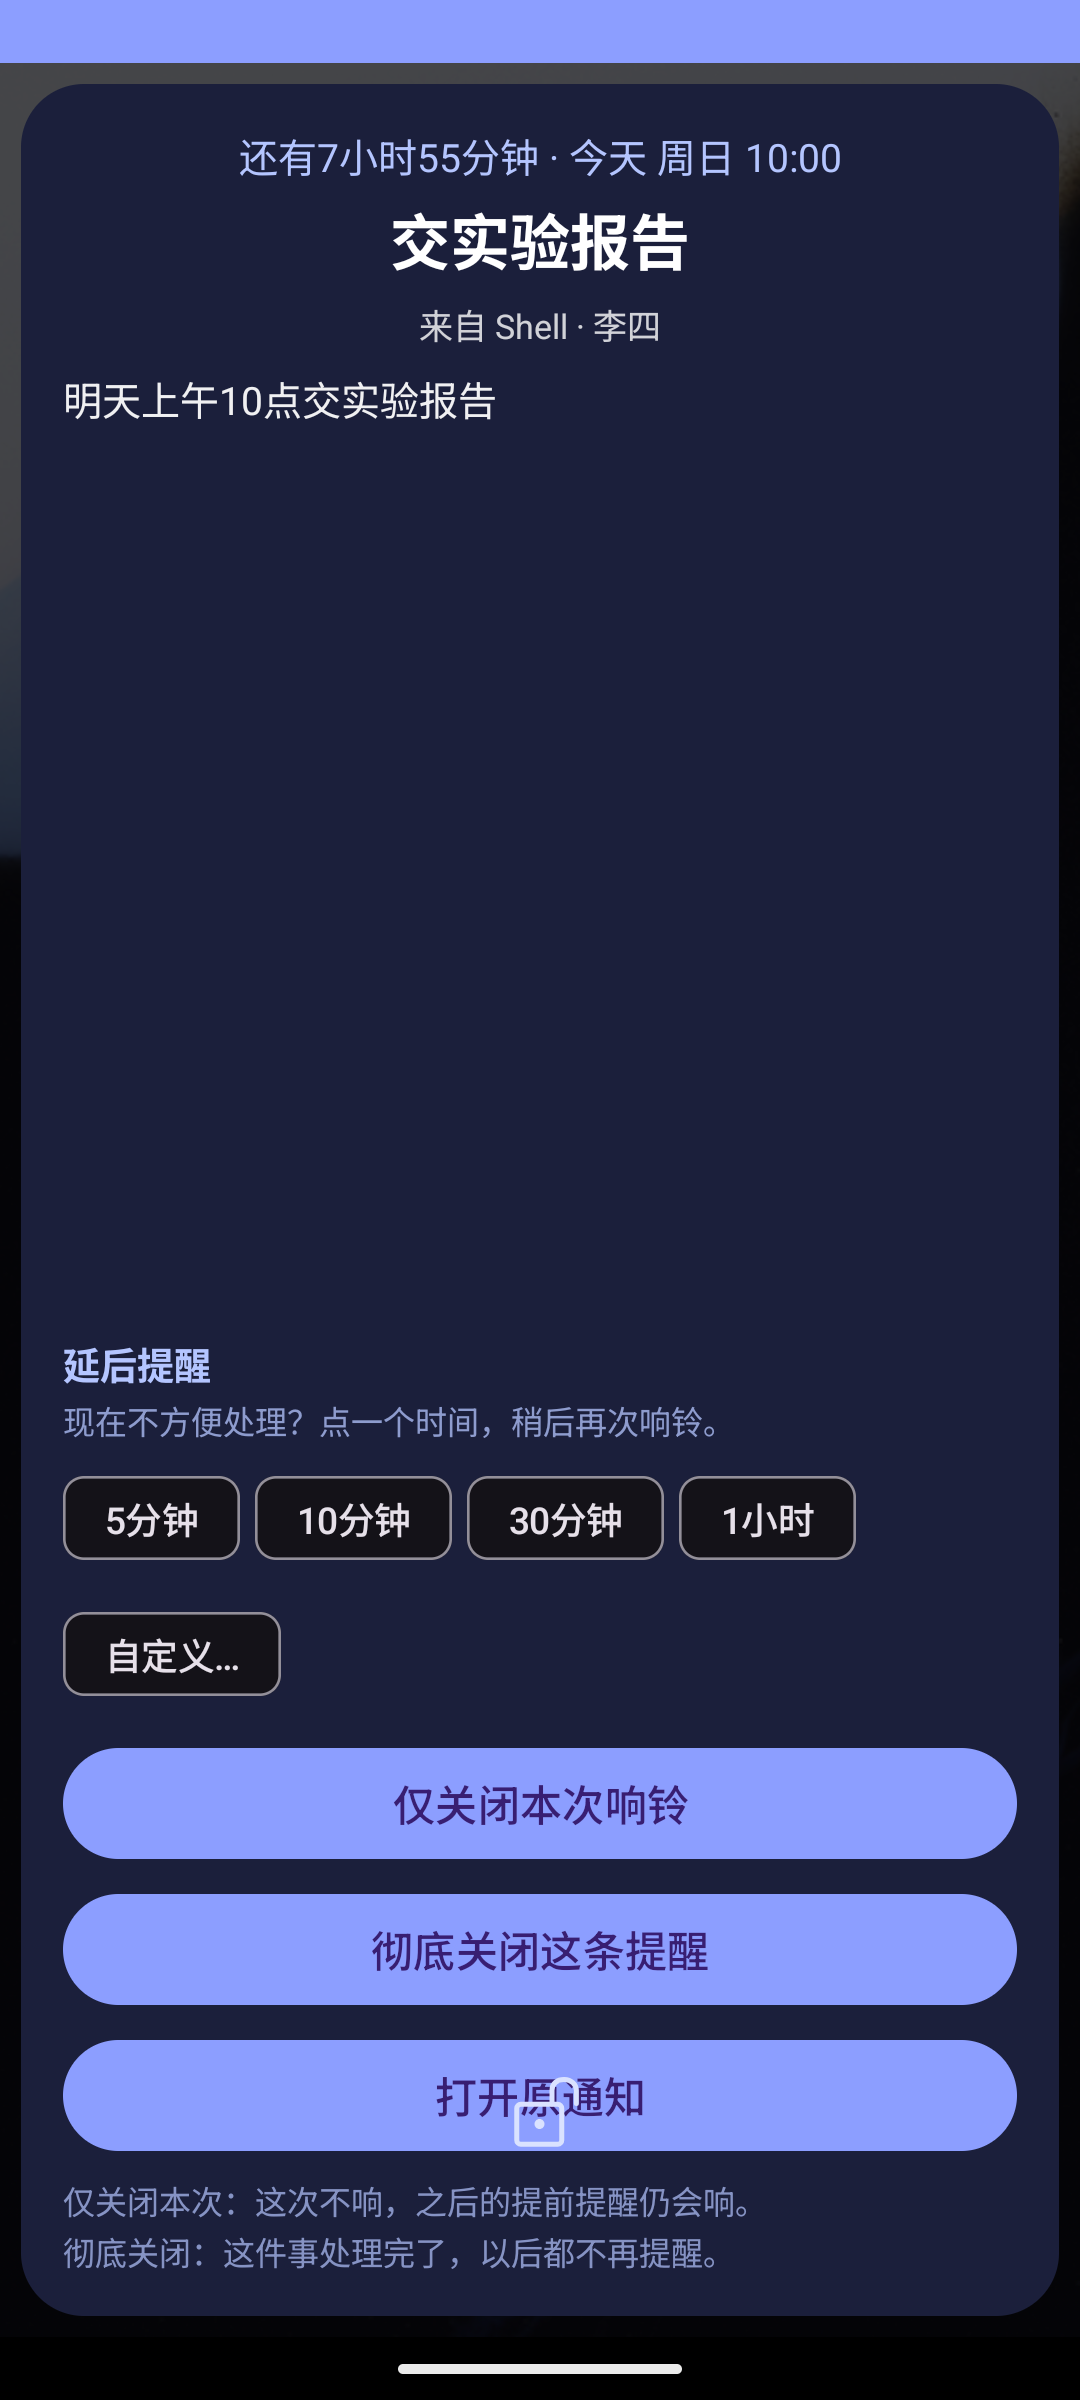 还有7小时55分钟 · 今天 周日 10:00
交实验报告
来自 Shell · 李四
明天上午10点交实验报告
延后提醒
现在不方便处理？点一个时间，稍后再次响铃。
5分钟 10分钟 30分钟 1小时
自定义...
仅关闭本次响铃
彻底关闭这条提醒
打开原通知
仅关闭本次：这次不响，之后的提前提醒仍会响。
彻底关闭：这件事处理完了，以后都不再提醒。